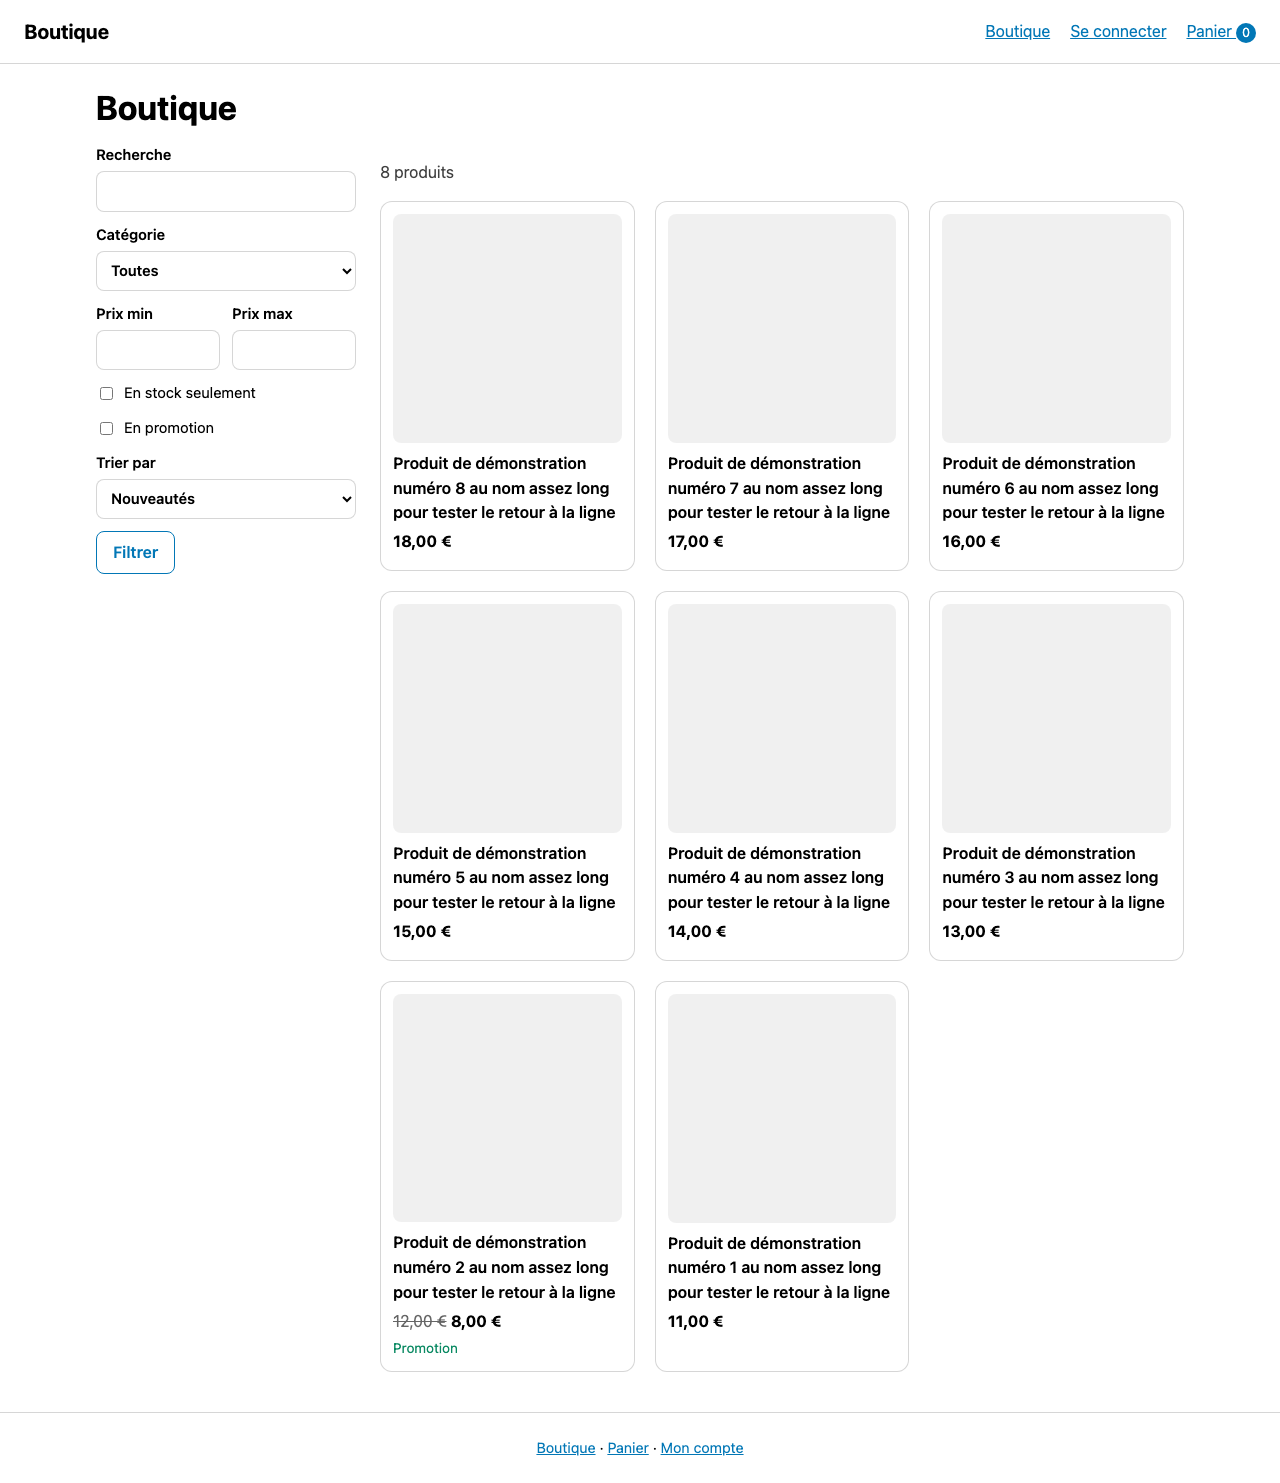 Boutique
Boutique Se connecter Panier 0
Boutique
Recherche
Catégorie
Toutes
Prix min Prix max
En stock seulement
En promotion
Trier par
Nouveautés
Filtrer
8 produits
Produit de démonstration
numéro 8 au nom assez long
pour tester le retour à la ligne
18,00 €
Produit de démonstration
numéro 7 au nom assez long
pour tester le retour à la ligne
17,00 €
Produit de démonstration
numéro 6 au nom assez long
pour tester le retour à la ligne
16,00 €
Produit de démonstration
numéro 5 au nom assez long
pour tester le retour à la ligne
15,00 €
Produit de démonstration
numéro 4 au nom assez long
pour tester le retour à la ligne
14,00 €
Produit de démonstration
numéro 3 au nom assez long
pour tester le retour à la ligne
13,00 €
Produit de démonstration
numéro 2 au nom assez long
pour tester le retour à la ligne
12,00 € 8,00 €
Promotion
Produit de démonstration
numéro 1 au nom assez long
pour tester le retour à la ligne
11,00 €
Boutique · Panier · Mon compte